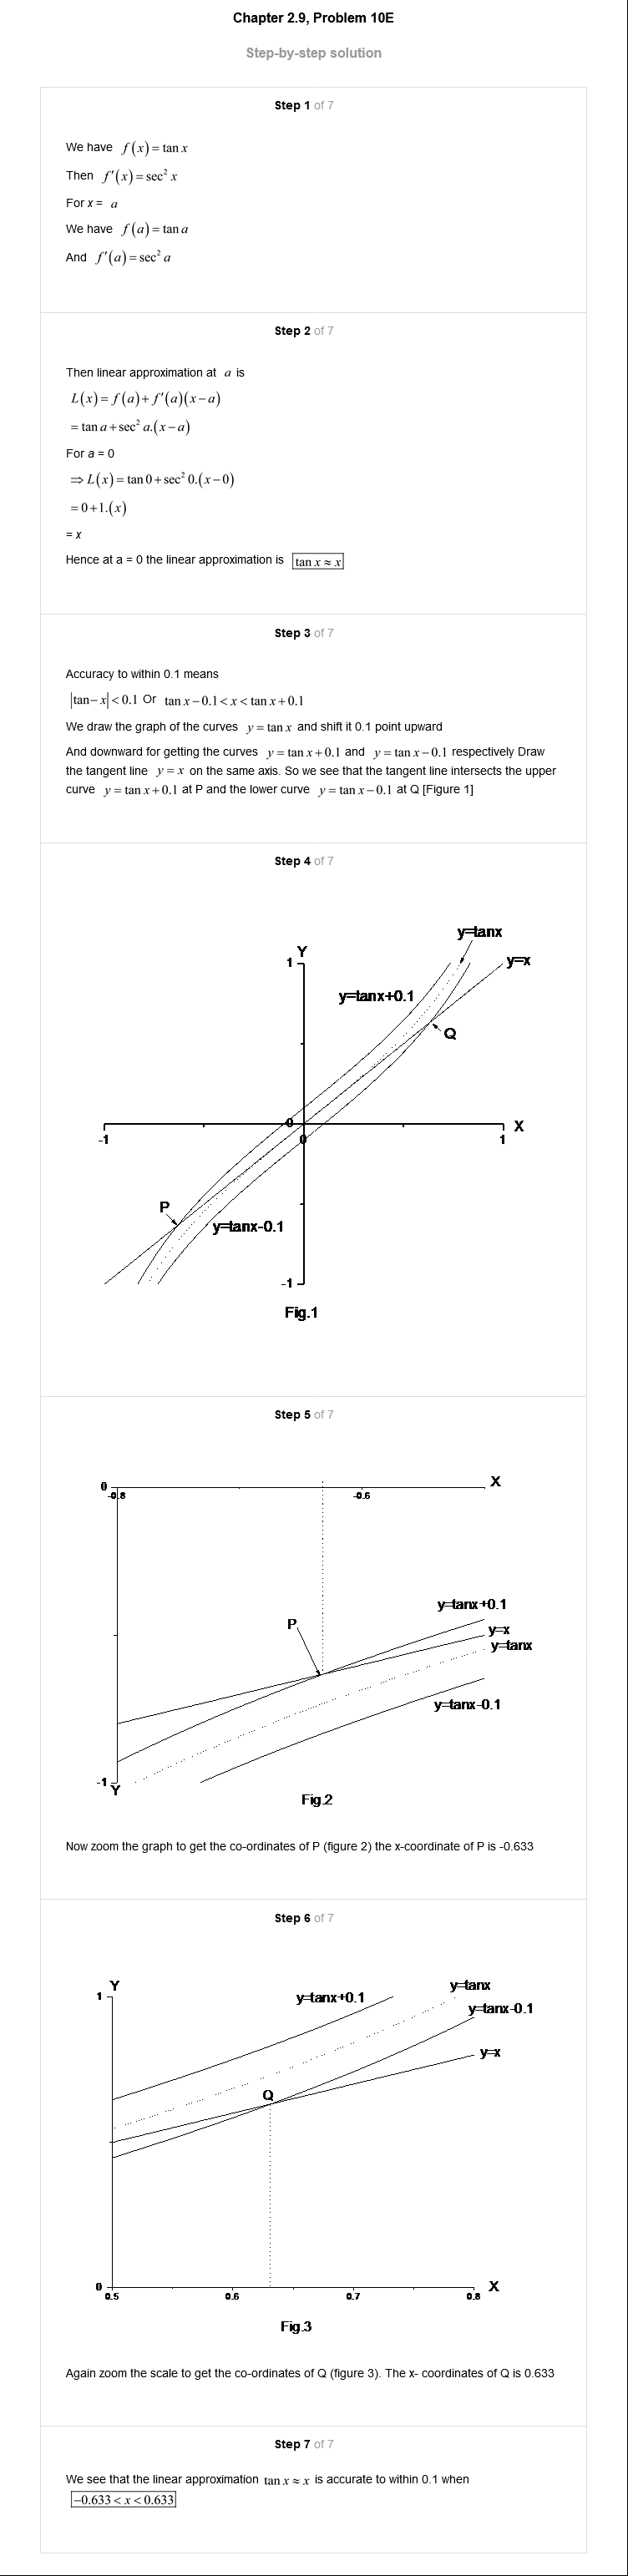 Chapter 2.9, Problem 10E
Step-by-step solution
Step 1 of 7
We have f(x) = tan x
Then f′(x) = sec² x
For x = a
We have f(a) = tan a
And f′(a) = sec² a
Step 2 of 7
Then linear approximation at a is
L(x) = f(a) + f′(a)(x − a)
= tan a + sec² a.(x − a)
For a = 0
⇒ L(x) = tan 0 + sec² 0.(x − 0)
= 0 + 1.(x)
= x
Hence at a = 0 the linear approximation is tan x ≈ x
Step 3 of 7
Accuracy to within 0.1 means
|tan − x| < 0.1 Or tan x − 0.1 < x < tan x + 0.1
We draw the graph of the curves y = tan x and shift it 0.1 point upward
And downward for getting the curves y = tan x + 0.1 and y = tan x − 0.1 respectively Draw
the tangent line y = x on the same axis. So we see that the tangent line intersects the upper
curve y = tan x + 0.1 at P and the lower curve y = tan x − 0.1 at Q [Figure 1]
Step 4 of 7
y=tanx
Y
1
y=x
y=tanx+0.1
Q
0
X
-1
0
1
P
y=tanx-0.1
-1
Fig.1
Step 5 of 7
0
X
-0.8
-0.6
y=tanx+0.1
P
y=x
y=tanx
y=tanx-0.1
-1
Y
Fig.2
Now zoom the graph to get the co-ordinates of P (figure 2) the x-coordinate of P is -0.633
Step 6 of 7
Y
y=tanx
1
y=tanx+0.1
y=tanx-0.1
y=x
Q
0
X
0.5
0.6
0.7
0.8
Fig.3
Again zoom the scale to get the co-ordinates of Q (figure 3). The x- coordinates of Q is 0.633
Step 7 of 7
We see that the linear approximation tan x ≈ x is accurate to within 0.1 when
−0.633 < x < 0.633